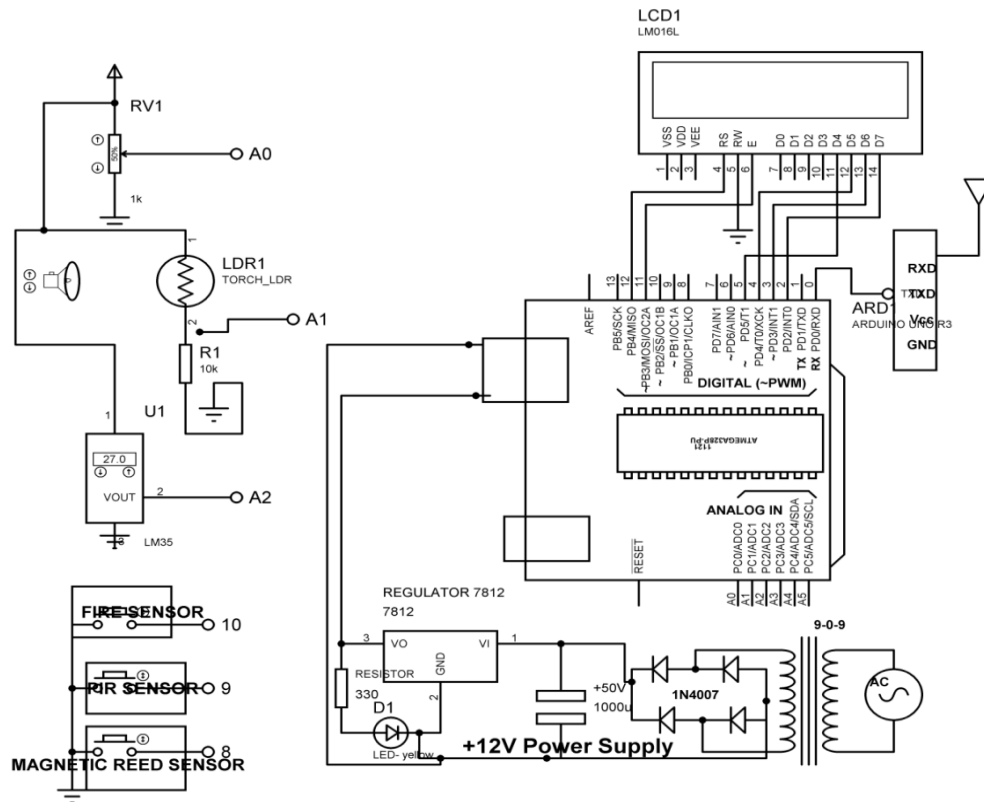 LCD1
LM016L
VSS
VDD
VEE
RS
RW
E
D0
D1
D2
D3
D4
D5
D6
D7
1
2
3
4
5
6
7
8
9
10
11
12
13
14
RV1
50%
A0
1k
1
LDR1
TORCH_LDR
2
A1
R1
10k
U1
1
27.0
VOUT
2
A2
3
LM35
RXD
TXD
Vcc
GND
ARD1
ARDUINO UNO R3
13
12
11
10
9
8
7
6
5
4
3
2
1
0
AREF
PB5/SCK
PB4/MISO
~PB3/MOSI/OC2A
~ PB2/SS/OC1B
~ PB1/OC1A
PB0/ICP1/CLKO
PD7/AIN1
~ PD6/AIN0
~ PD5/T1
PD4/T0/XCK
~ PD3/INT1
PD2/INT0
TX PD1/TXD
RX PD0/RXD
DIGITAL (~PWM)
ATMEGA328P-PU
1121
ANALOG IN
RESET
PC0/ADC0
PC1/ADC1
PC2/ADC2
PC3/ADC3
PC4/ADC4/SDA
PC5/ADC5/SCL
A0
A1
A2
A3
A4
A5
FIRE SENSOR
10
PIR SENSOR
9
MAGNETIC REED SENSOR
8
REGULATOR 7812
7812
3
VO
VI
1
GND
2
RESISTOR
330
D1
LED- yellow
+50V
1000u
1N4007
9-0-9
AC
+12V Power Supply